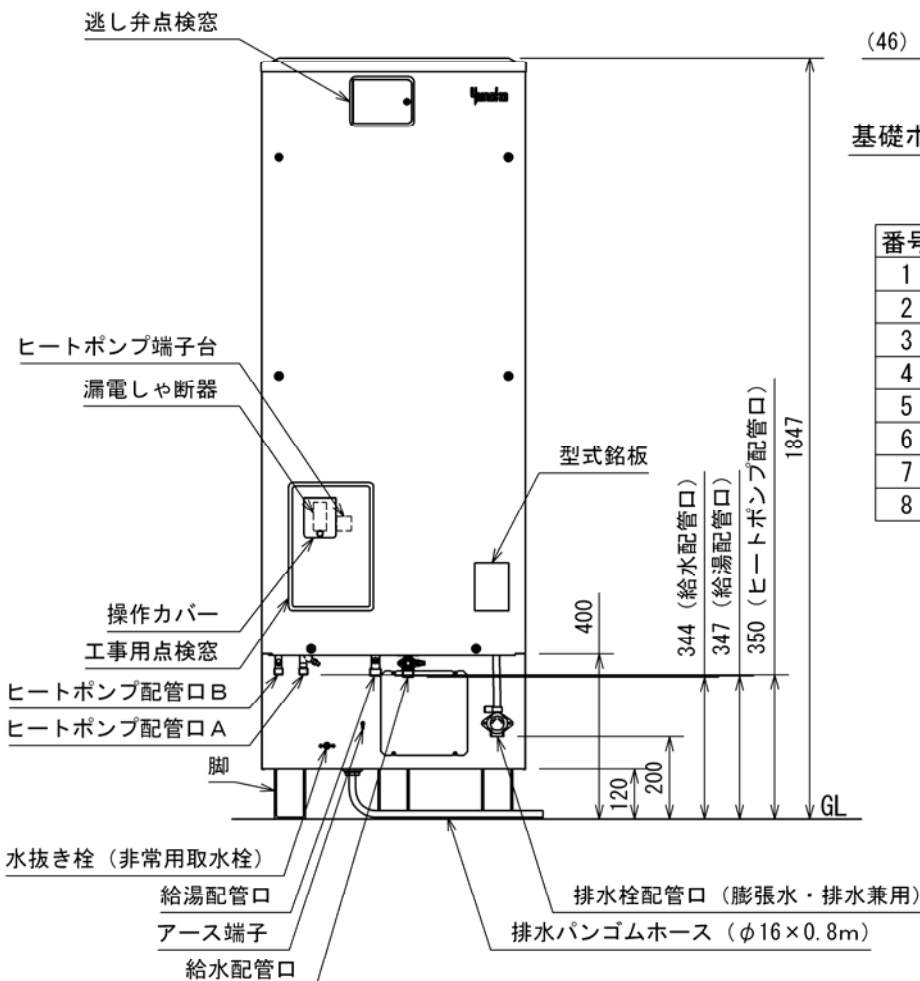 逃し弁点検窓
(46)
基礎ボ
番号
1
2
3
4
5
6
7
8
ヒートポンプ端子台
漏電しゃ断器
型式銘板
操作カバー
工事用点検窓
ヒートポンプ配管口B
ヒートポンプ配管口A
脚
水抜き栓（非常用取水栓）
給湯配管口
アース端子
給水配管口
400
120
200
344（給水配管口）
347（給湯配管口）
350（ヒートポンプ配管口）
1847
GL
排水栓配管口（膨張水・排水兼用）
排水パンゴムホース（φ16×0.8m）